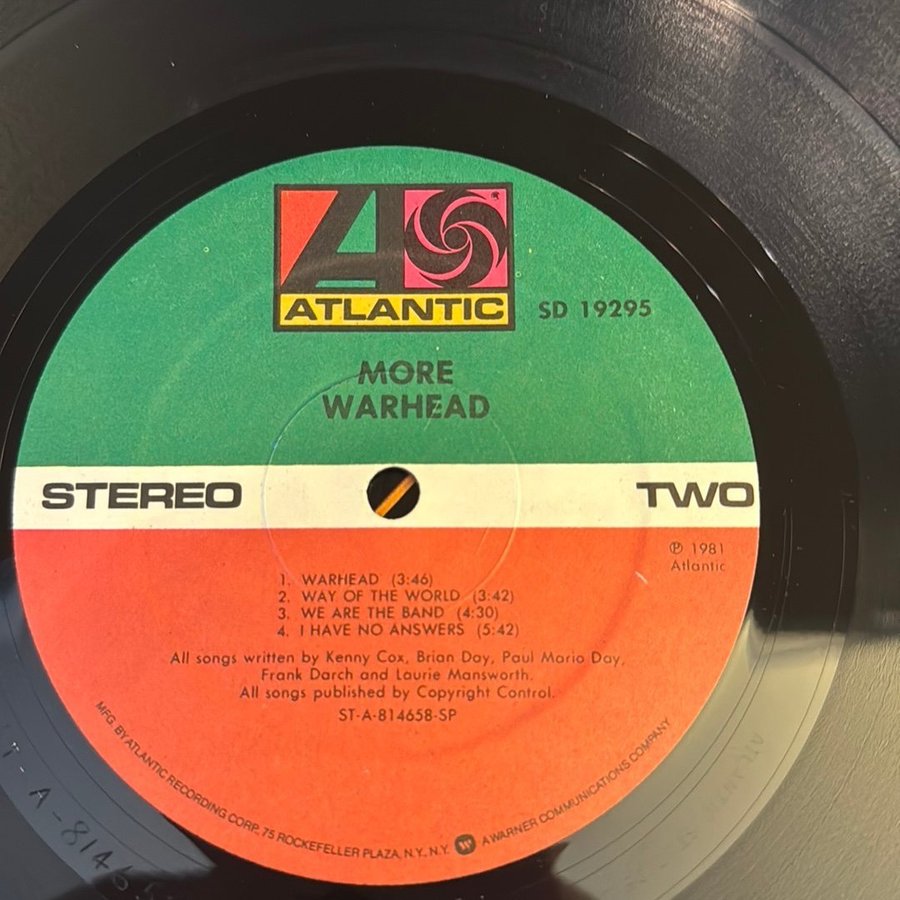 ATLANTIC
SD 19295
MORE
WARHEAD
STEREO
TWO
℗ 1981
Atlantic
1. WARHEAD (3:46)
2. WAY OF THE WORLD (3:42)
3. WE ARE THE BAND (4:30)
4. I HAVE NO ANSWERS (5:42)
All songs written by Kenny Cox, Brian Day, Paul Mario Day,
Frank Darch and Laurie Mansworth.
All songs published by Copyright Control.
ST-A-814658-SP
MFG. BY ATLANTIC RECORDING CORP., 75 ROCKEFELLER PLAZA, N.Y., N.Y. A WARNER COMMUNICATIONS COMPANY
A-8146